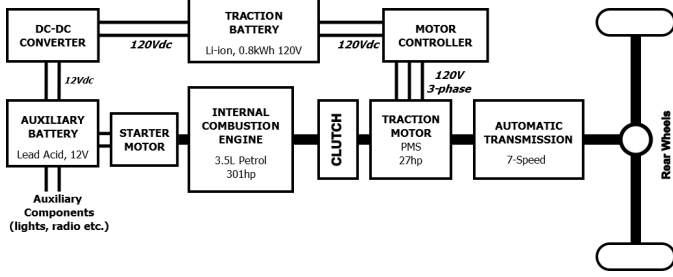 DC-DC
CONVERTER
120Vdc
TRACTION
BATTERY
Li-ion, 0.8kWh 120V
120Vdc
MOTOR
CONTROLLER
12Vdc
120V
3-phase
AUXILIARY
BATTERY
Lead Acid, 12V
STARTER
MOTOR
INTERNAL
COMBUSTION
ENGINE
3.5L Petrol
301hp
CLUTCH
TRACTION
MOTOR
PMS
27hp
AUTOMATIC
TRANSMISSION
7-Speed
Rear Wheels
Auxiliary
Components
(lights, radio etc.)